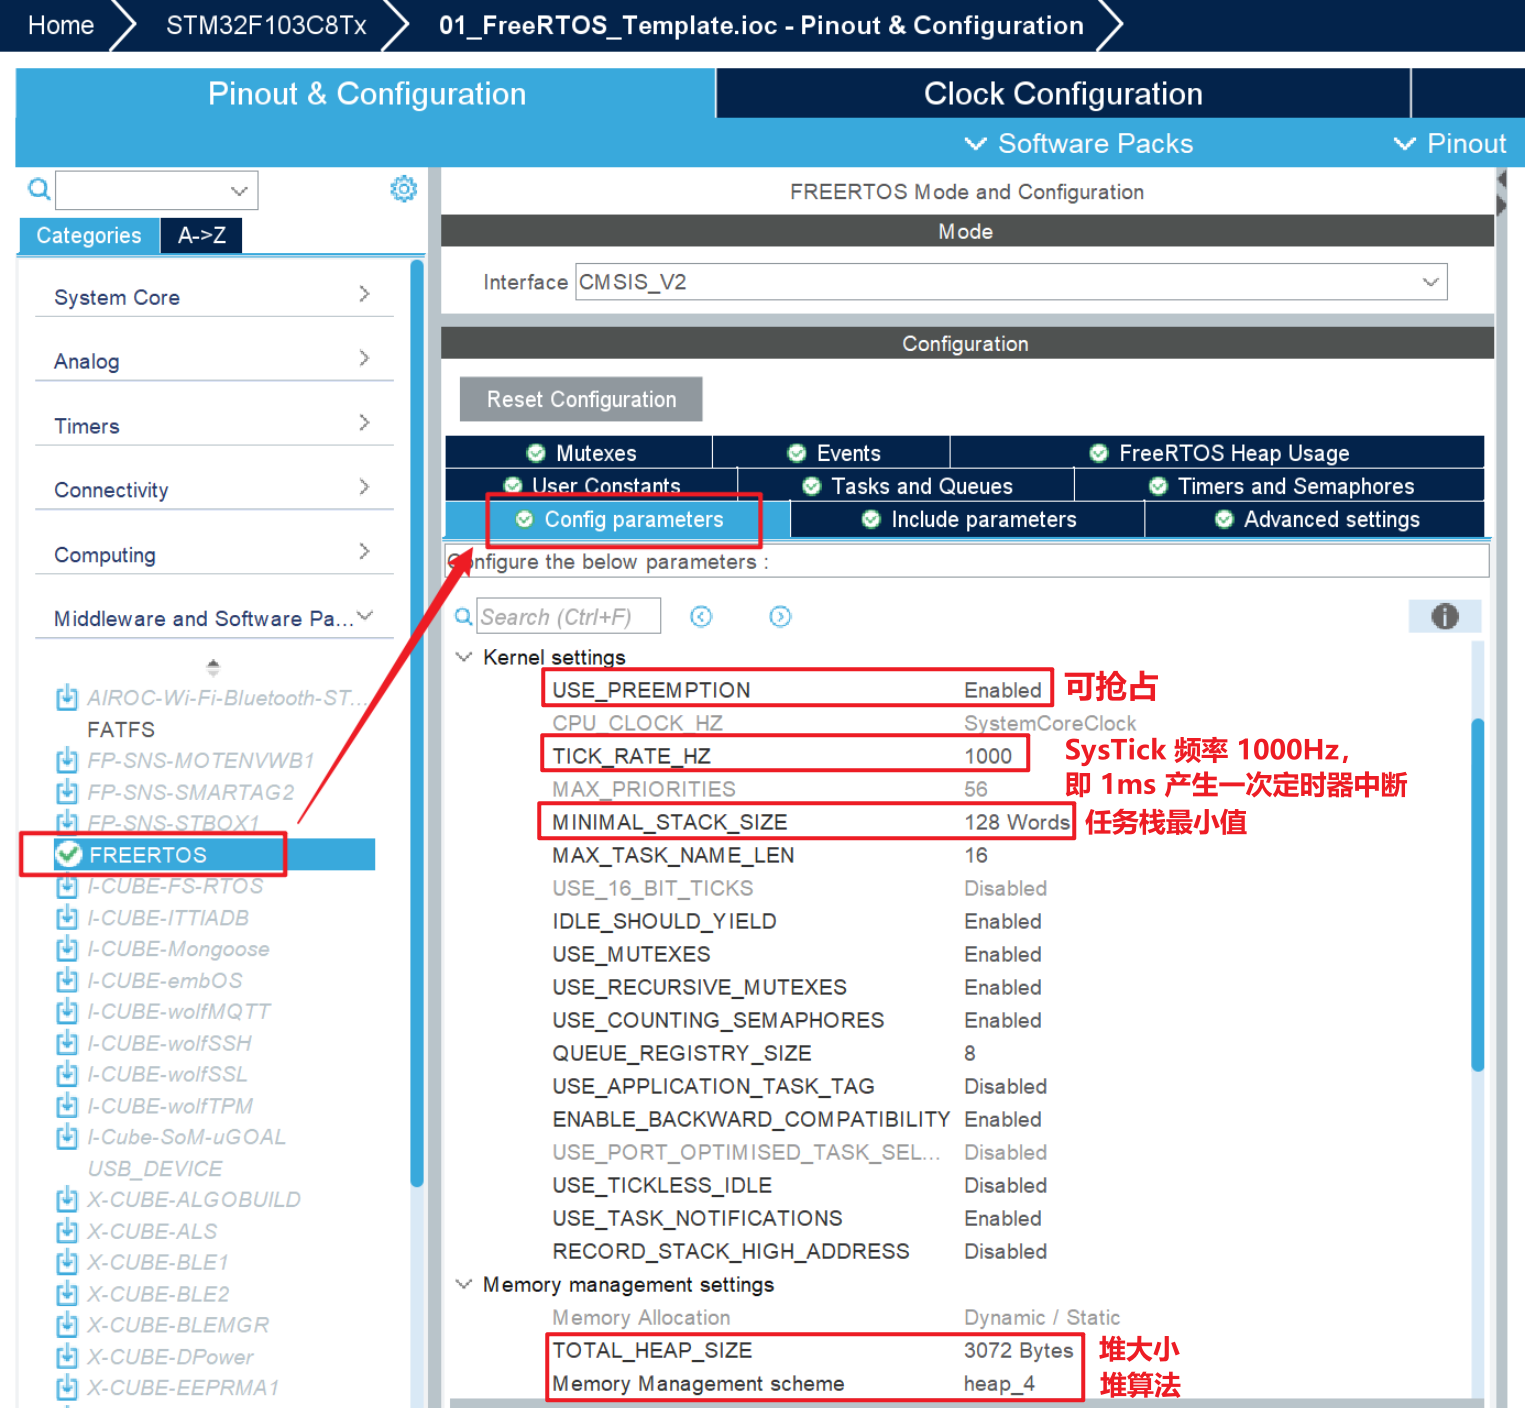 Home STM32F103C8Tx 01_FreeRTOS_Template.ioc - Pinout & Configuration
Pinout & Configuration Clock Configuration
Software Packs Pinout
Categories A->Z
System Core
Analog
Timers
Connectivity
Computing
Middleware and Software Pa...
AIROC-Wi-Fi-Bluetooth-ST...
FATFS
FP-SNS-MOTENVWB1
FP-SNS-SMARTAG2
FP-SNS-STBOX1
FREERTOS
I-CUBE-FS-RTOS
I-CUBE-ITTIADB
I-CUBE-Mongoose
I-CUBE-embOS
I-CUBE-wolfMQTT
I-CUBE-wolfSSH
I-CUBE-wolfSSL
I-CUBE-wolfTPM
I-Cube-SoM-uGOAL
USB_DEVICE
X-CUBE-ALGOBUILD
X-CUBE-ALS
X-CUBE-BLE1
X-CUBE-BLE2
X-CUBE-BLEMGR
X-CUBE-DPower
X-CUBE-EEPRMA1
FREERTOS Mode and Configuration
Mode
Interface CMSIS_V2
Configuration
Reset Configuration
Mutexes Events FreeRTOS Heap Usage
User Constants Tasks and Queues Timers and Semaphores
Config parameters Include parameters Advanced settings
Configure the below parameters :
Search (Ctrl+F)
Kernel settings
USE_PREEMPTION Enabled 可抢占
CPU_CLOCK_HZ SystemCoreClock
TICK_RATE_HZ 1000 SysTick 频率 1000Hz，
MAX_PRIORITIES 56 即 1ms 产生一次定时器中断
MINIMAL_STACK_SIZE 128 Words 任务栈最小值
MAX_TASK_NAME_LEN 16
USE_16_BIT_TICKS Disabled
IDLE_SHOULD_YIELD Enabled
USE_MUTEXES Enabled
USE_RECURSIVE_MUTEXES Enabled
USE_COUNTING_SEMAPHORES Enabled
QUEUE_REGISTRY_SIZE 8
USE_APPLICATION_TASK_TAG Disabled
ENABLE_BACKWARD_COMPATIBILITY Enabled
USE_PORT_OPTIMISED_TASK_SEL... Disabled
USE_TICKLESS_IDLE Disabled
USE_TASK_NOTIFICATIONS Enabled
RECORD_STACK_HIGH_ADDRESS Disabled
Memory management settings
Memory Allocation Dynamic / Static
TOTAL_HEAP_SIZE 3072 Bytes 堆大小
Memory Management scheme heap_4 堆算法